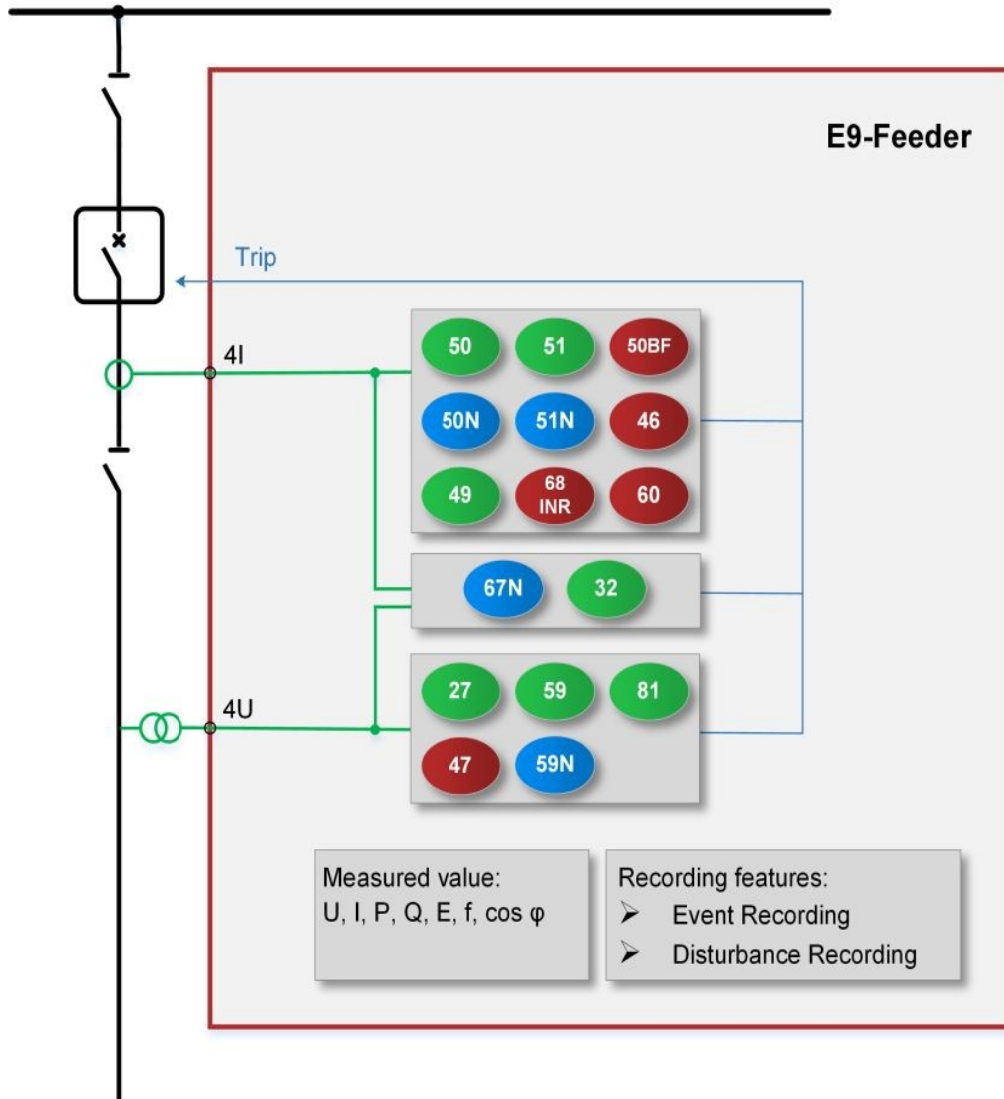 E9-Feeder
Trip
4I
50 51 50BF
50N 51N 46
49 68 INR 60
67N 32
4U
27 59 81
47 59N
Measured value:
U, I, P, Q, E, f, cos φ
Recording features:
➢ Event Recording
➢ Disturbance Recording